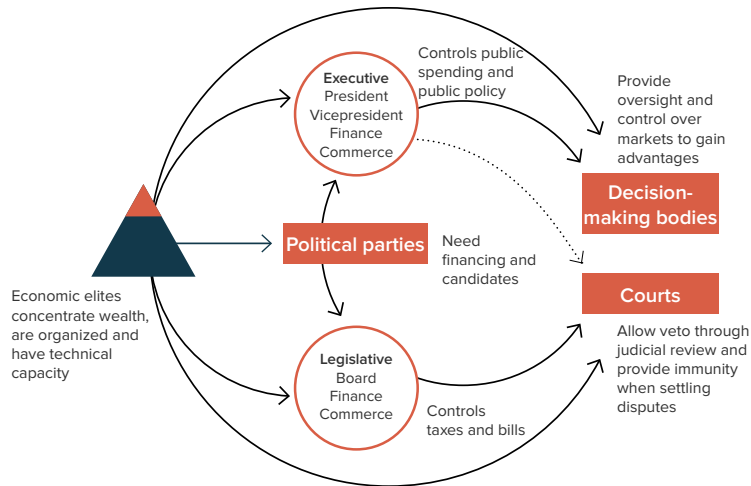 Controls public
spending and
public policy
Executive
President
Vicepresident
Finance
Commerce
Provide
oversight and
control over
markets to gain
advantages
Decision-
making bodies
Political parties
Need
financing and
candidates
Economic elites
concentrate wealth,
are organized and
have technical
capacity
Courts
Allow veto through
judicial review and
provide immunity
when settling
disputes
Legislative
Board
Finance
Commerce
Controls
taxes and bills